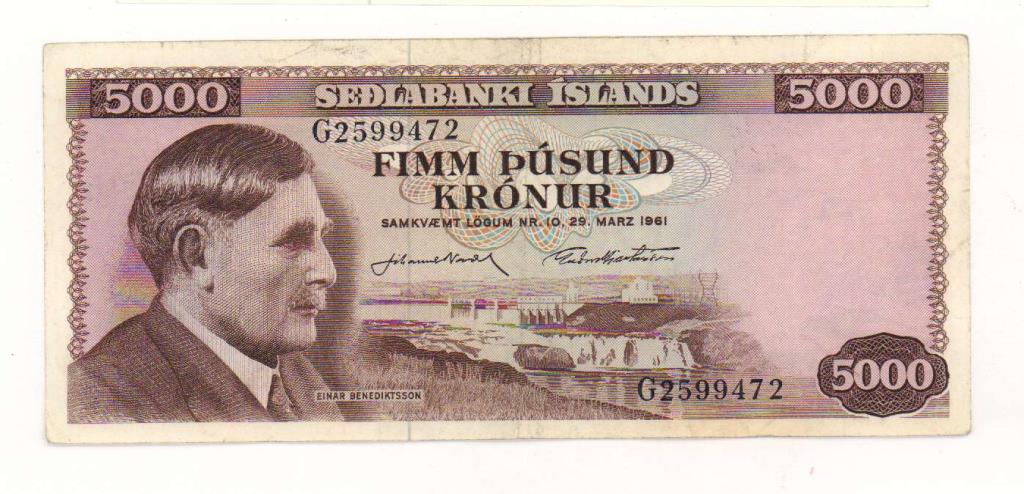 5000 SEÐLABANKI ÍSLANDS 5000
G2599472
FIMM ÞÚSUND
KRÓNUR
SAMKVÆMT LÖGUM NR. 10, 29. MARZ 1961
EINAR BENEDIKTSSON
G2599472
5000